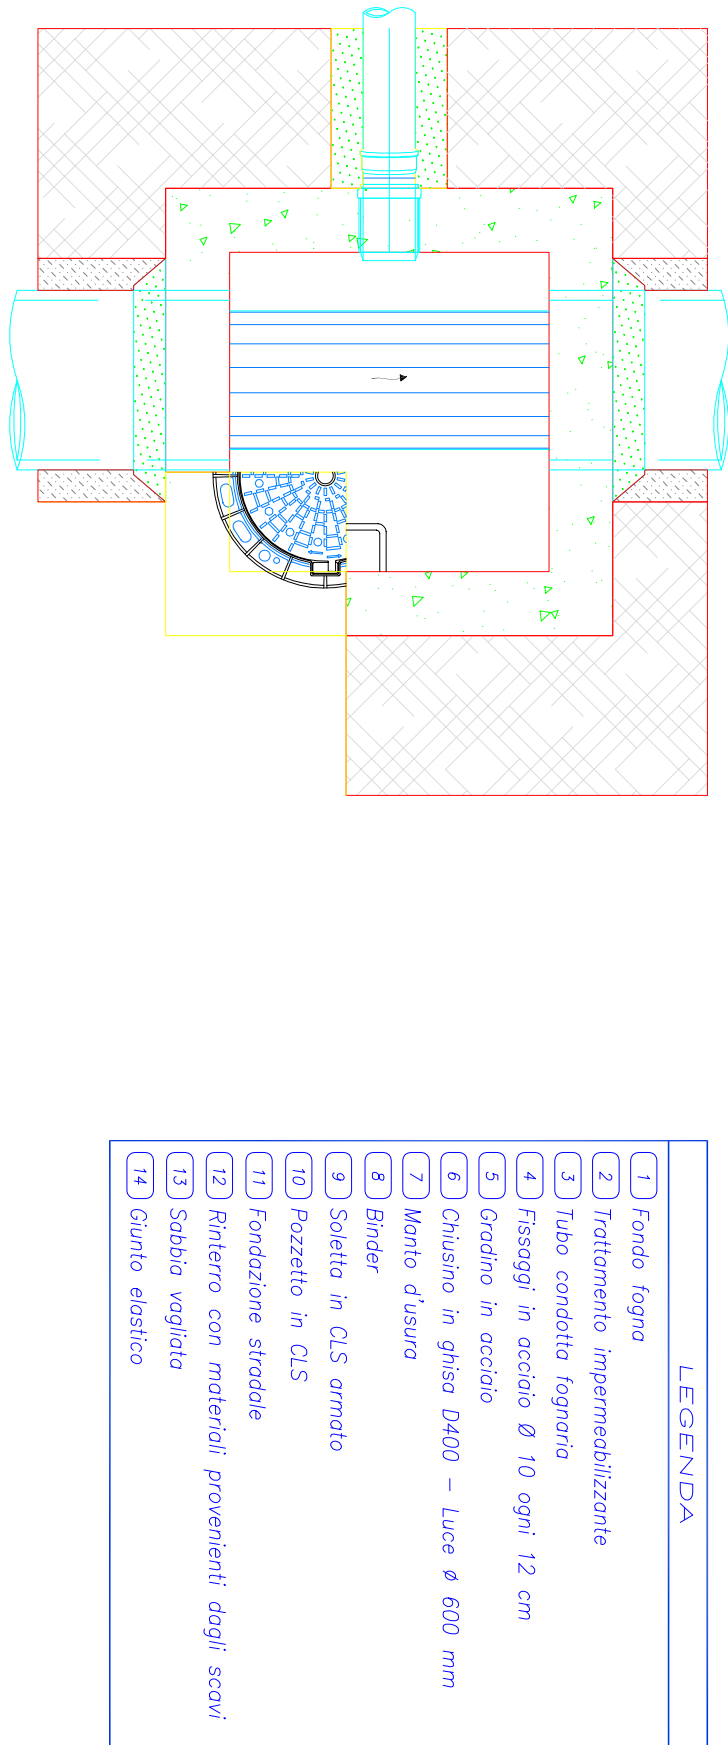 LEGENDA
1 Fondo fogna
2 Trattamento impermeabilizzante
3 Tubo condotta fognaria
4 Fissaggi in acciaio Ø 10 ogni 12 cm
5 Gradino in acciaio
6 Chiusino in ghisa D400 – Luce ø 600 mm
7 Manto d'usura
8 Binder
9 Soletta in CLS armato
10 Pozzetto in CLS
11 Fondazione stradale
12 Rinterro con materiali provenienti dagli scavi
13 Sabbia vagliata
14 Giunto elastico